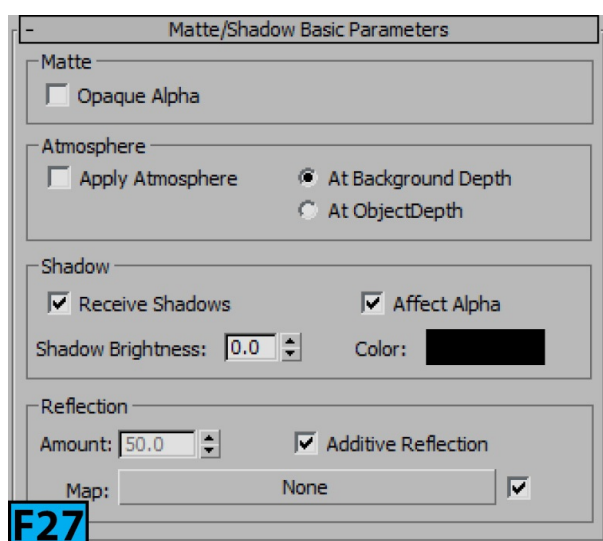 - Matte/Shadow Basic Parameters
Matte
Opaque Alpha
Atmosphere
Apply Atmosphere At Background Depth
At ObjectDepth
Shadow
Receive Shadows Affect Alpha
Shadow Brightness: 0.0 Color:
Reflection
Amount: 50.0 Additive Reflection
Map: None
F27